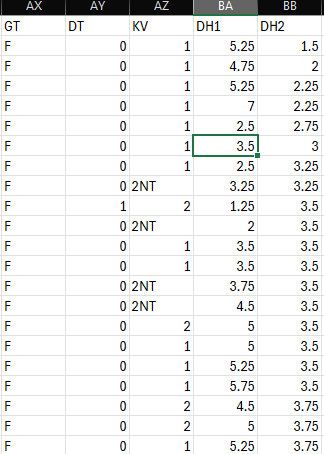 AX AY AZ BA BB
GT DT KV DH1 DH2
F 0 1 5.25 1.5
F 0 1 4.75 2
F 0 1 5.25 2.25
F 0 1 7 2.25
F 0 1 2.5 2.75
F 0 1 3.5 3
F 0 1 2.5 3.25
F 0 2NT 3.25 3.25
F 1 2 1.25 3.5
F 0 2NT 2 3.5
F 0 1 3.5 3.5
F 0 1 3.5 3.5
F 0 2NT 3.75 3.5
F 0 2NT 4.5 3.5
F 0 2 5 3.5
F 0 1 5 3.5
F 0 1 5.25 3.5
F 0 1 5.75 3.5
F 0 2 4.5 3.75
F 0 2 5 3.75
F 0 1 5.25 3.75